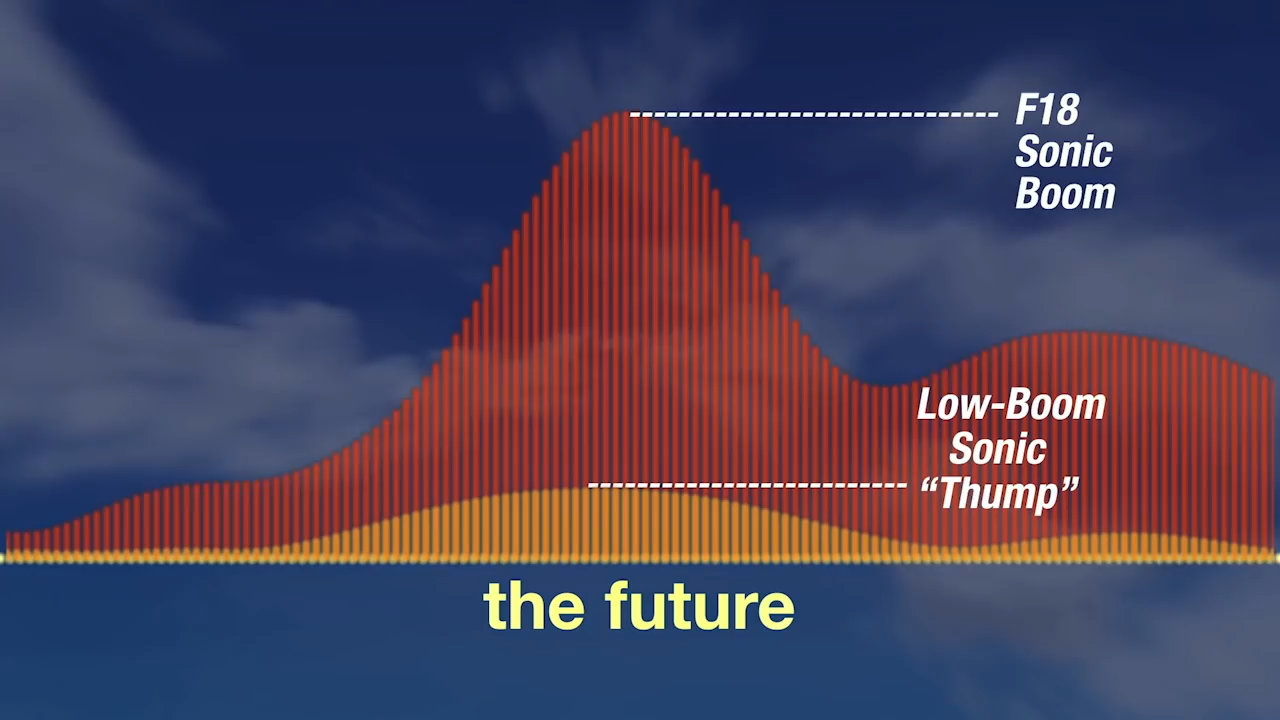 F18
Sonic
Boom
Low-Boom
Sonic
“Thump”
the future